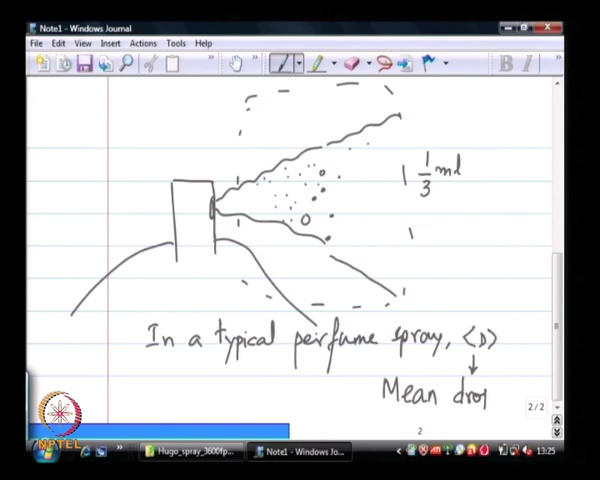 Note1 - Windows Journal
File Edit View Insert Actions Tools Help
B I
1/3 ml
In a typical perfume spray, <D>
Mean drop
2/2
2
NPTEL
Hugo_spray_3600fp...
Note1 - Windows Jo...
13:25